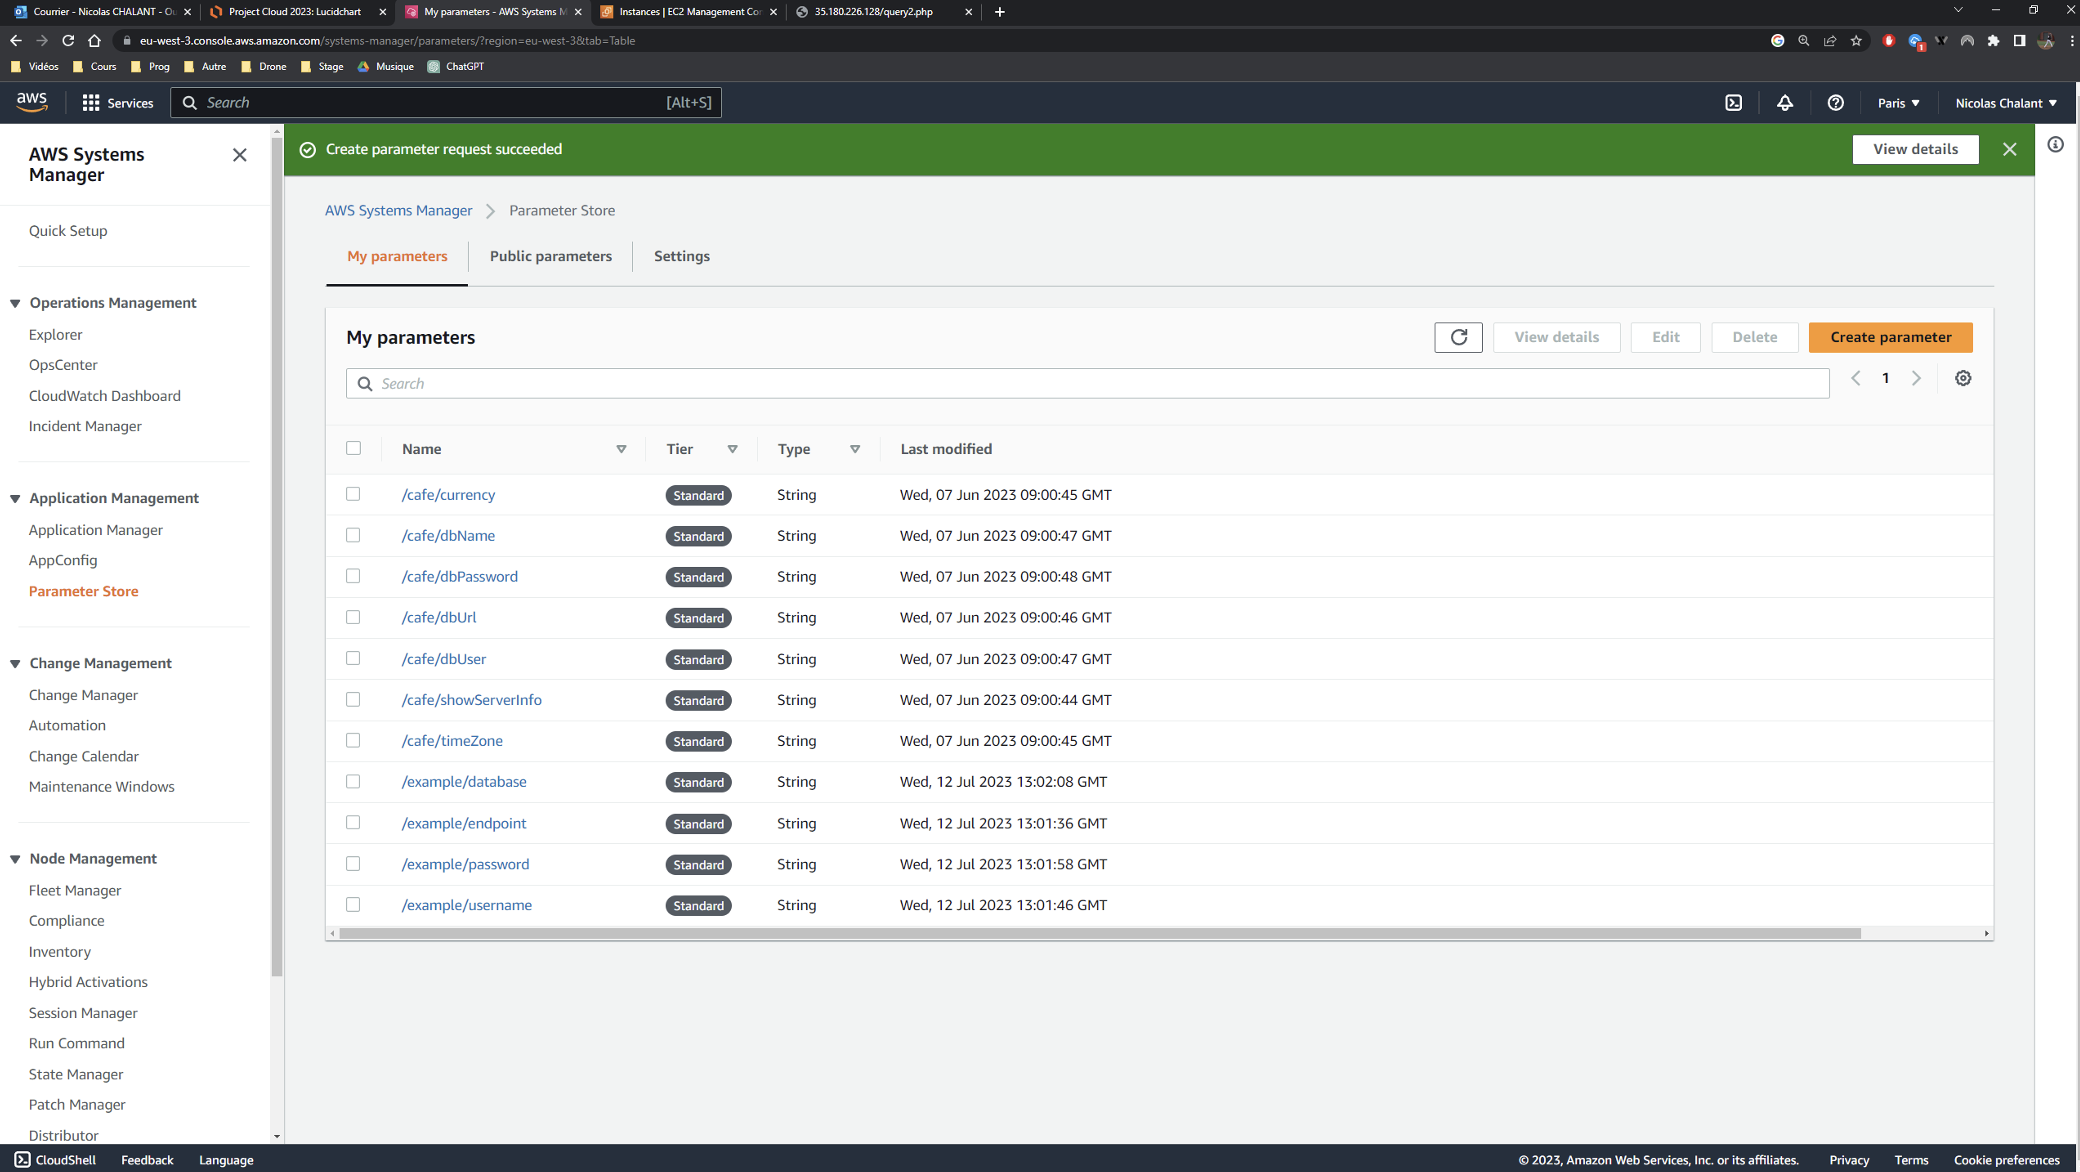 Courrier - Nicolas CHALANT - Ou
Project Cloud 2023: Lucidchart
My parameters - AWS Systems M
Instances | EC2 Management Con
35.180.226.128/query2.php
eu-west-3.console.aws.amazon.com/systems-manager/parameters/?region=eu-west-3&tab=Table
1
Vidéos
Cours
Prog
Autre
Drone
Stage
Musique
ChatGPT
aws
Services
Search
[Alt+S]
Paris
Nicolas Chalant
AWS Systems
Manager
Quick Setup
Operations Management
Explorer
OpsCenter
CloudWatch Dashboard
Incident Manager
Application Management
Application Manager
AppConfig
Parameter Store
Change Management
Change Manager
Automation
Change Calendar
Maintenance Windows
Node Management
Fleet Manager
Compliance
Inventory
Hybrid Activations
Session Manager
Run Command
State Manager
Patch Manager
Distributor
Create parameter request succeeded
View details
AWS Systems Manager
Parameter Store
My parameters
Public parameters
Settings
My parameters
View details
Edit
Delete
Create parameter
Search
1
Name Tier Type Last modified
/cafe/currency Standard String Wed, 07 Jun 2023 09:00:45 GMT
/cafe/dbName Standard String Wed, 07 Jun 2023 09:00:47 GMT
/cafe/dbPassword Standard String Wed, 07 Jun 2023 09:00:48 GMT
/cafe/dbUrl Standard String Wed, 07 Jun 2023 09:00:46 GMT
/cafe/dbUser Standard String Wed, 07 Jun 2023 09:00:47 GMT
/cafe/showServerInfo Standard String Wed, 07 Jun 2023 09:00:44 GMT
/cafe/timeZone Standard String Wed, 07 Jun 2023 09:00:45 GMT
/example/database Standard String Wed, 12 Jul 2023 13:02:08 GMT
/example/endpoint Standard String Wed, 12 Jul 2023 13:01:36 GMT
/example/password Standard String Wed, 12 Jul 2023 13:01:58 GMT
/example/username Standard String Wed, 12 Jul 2023 13:01:46 GMT
CloudShell
Feedback
Language
© 2023, Amazon Web Services, Inc. or its affiliates.
Privacy
Terms
Cookie preferences